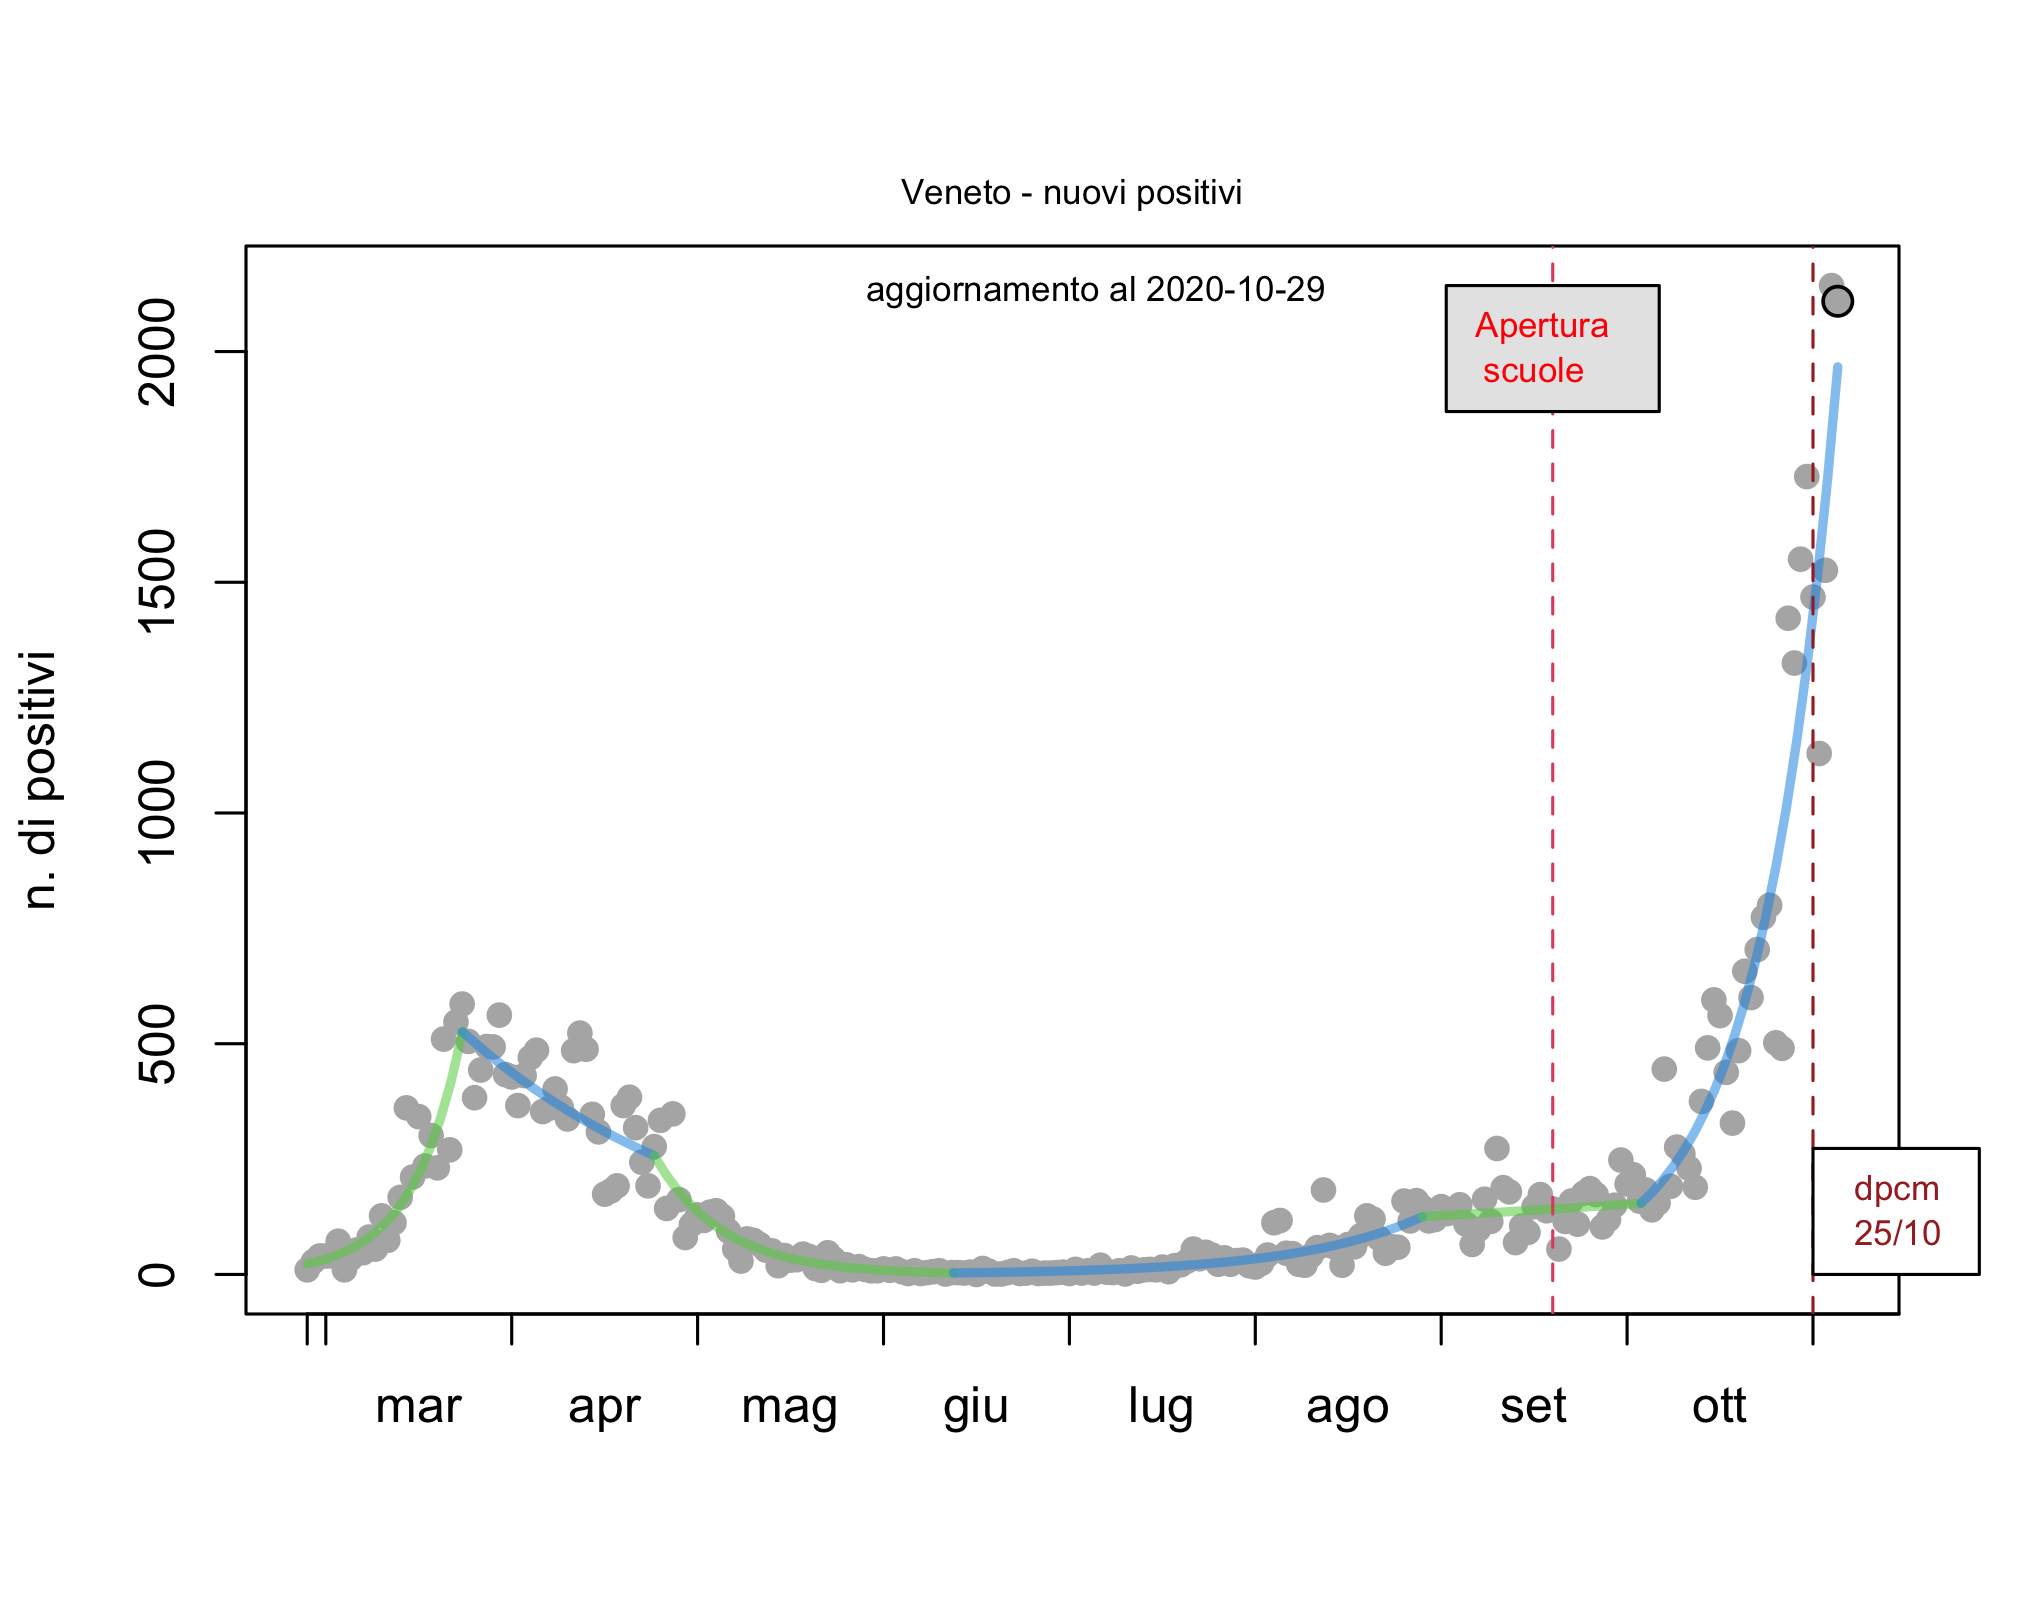 Veneto - nuovi positivi
aggiornamento al 2020-10-29
Apertura
scuole
n. di positivi
2000
1500
1000
500
0
dpcm
25/10
mar apr mag giu lug ago set ott